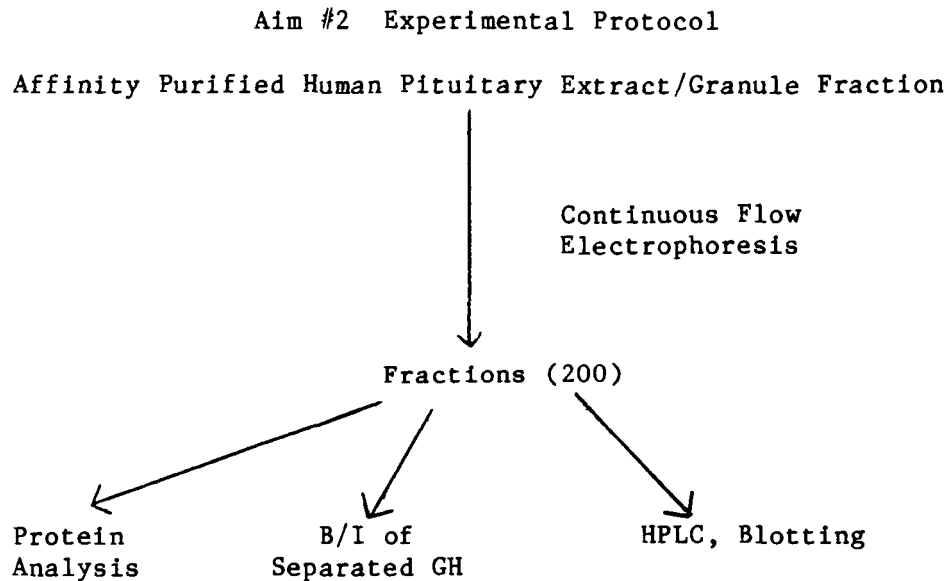 Aim #2 Experimental Protocol
Affinity Purified Human Pituitary Extract/Granule Fraction
Continuous Flow
Electrophoresis
Fractions (200)
Protein
Analysis
B/I of
Separated GH
HPLC, Blotting